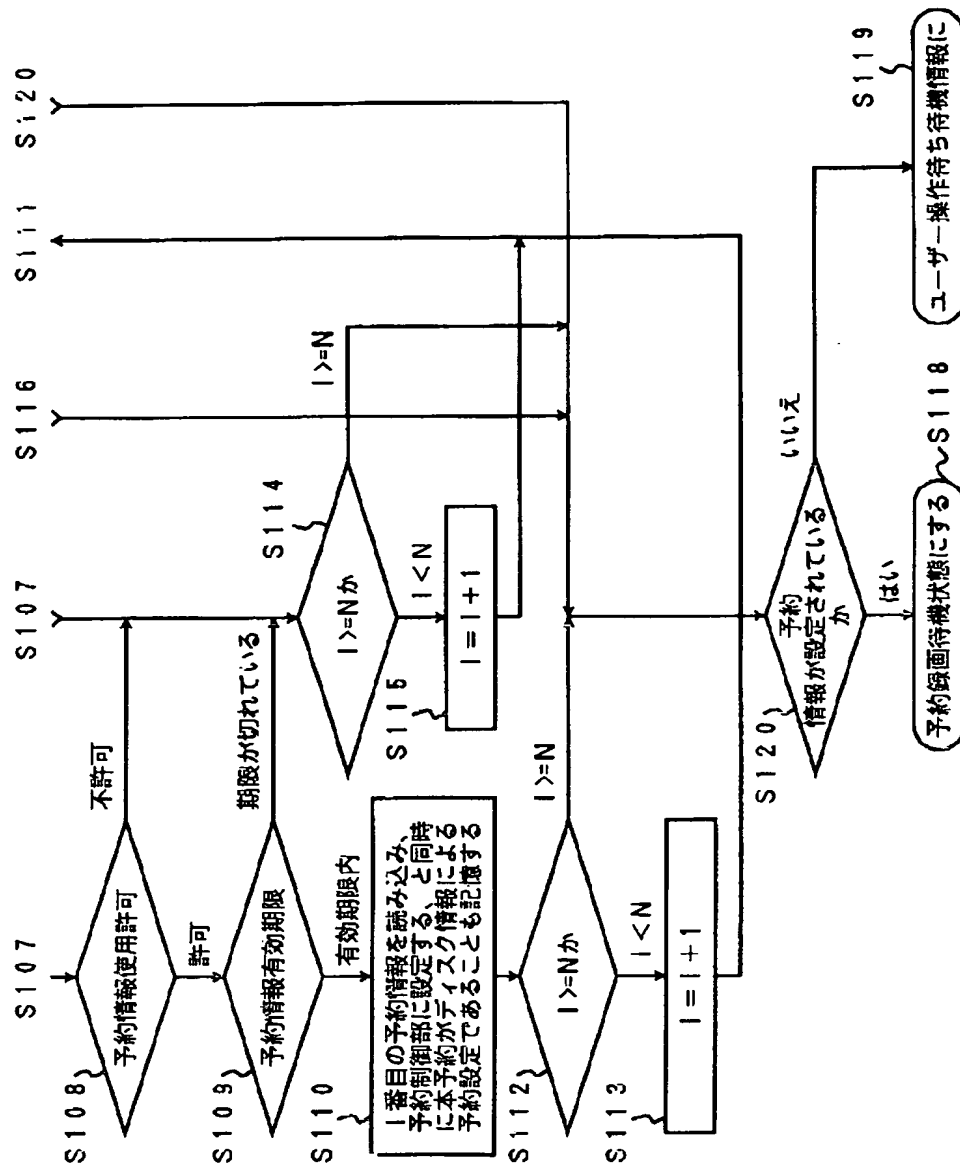 S107
S107
S116
S111
S120
S108
予約情報使用許可
不許可
許可
S109
予約情報有効期限
期限が切れている
有効期限内
S110
I番目の予約情報を読み込み、
予約制御部に設定する、と同時
に本予約がディスク情報による
予約設定であることも記憶する
S114
I>=Nか
I>=N
I<N
S115
I=I+1
S112
I>=Nか
I>=N
I<N
S113
I=I+1
S120
予約
情報が設定されている
か
いいえ
はい
予約録画待機状態にする
S118
S119
ユーザー操作待ち待機情報に